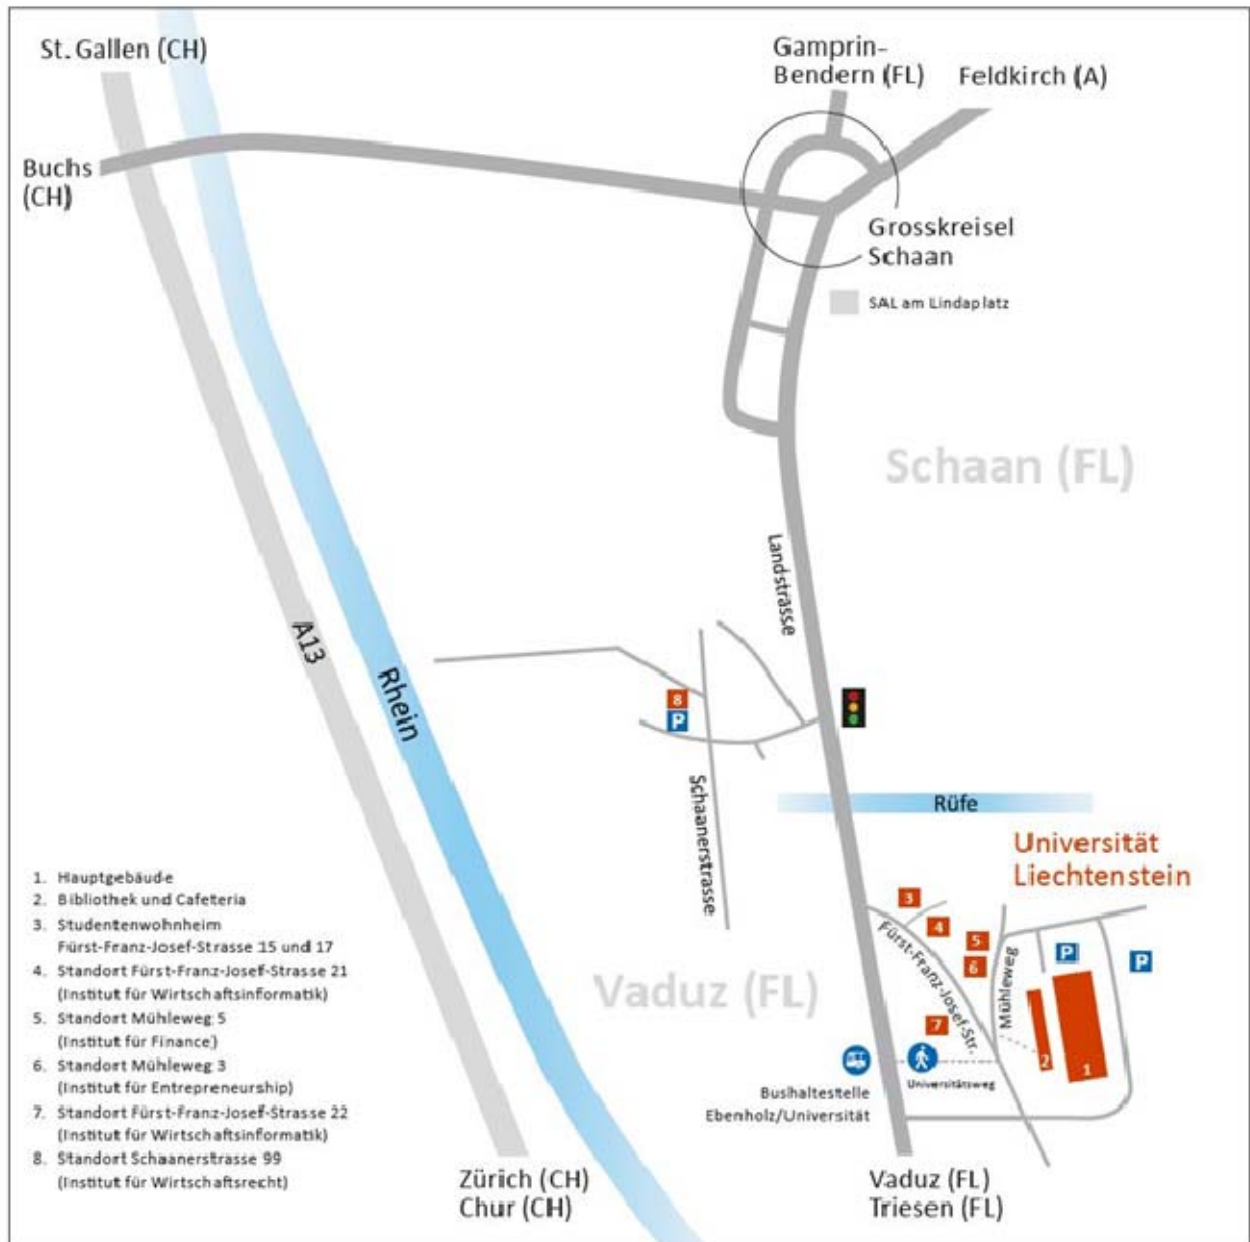 St. Gallen (CH)
Gamprin-
Bendern (FL)
Feldkirch (A)
Buchs
(CH)
Grosskreisel
Schaan
SAL am Lindaplatz
Schaan (FL)
Landstrasse
A13
Rhein
8
P
Schaanerstrasse
Rüfe
Universität
Liechtenstein
1. Hauptgebäude
2. Bibliothek und Cafeteria
3. Studentenwohnheim
Fürst-Franz-Josef-Strasse 15 und 17
4. Standort Fürst-Franz-Josef-Strasse 21
(Institut für Wirtschaftsinformatik)
5. Standort Mühleweg 5
(Institut für Finance)
6. Standort Mühleweg 3
(Institut für Entrepreneurship)
7. Standort Fürst-Franz-Josef-Strasse 22
(Institut für Wirtschaftsinformatik)
8. Standort Schaanerstrasse 99
(Institut für Wirtschaftsrecht)
Vaduz (FL)
3
4
5
6
7
Fürst-Franz-Josef-Str.
Mühleweg
P
P
2
1
Universitätsweg
Bushaltestelle
Ebenholz/Universität
Zürich (CH)
Chur (CH)
Vaduz (FL)
Triesen (FL)